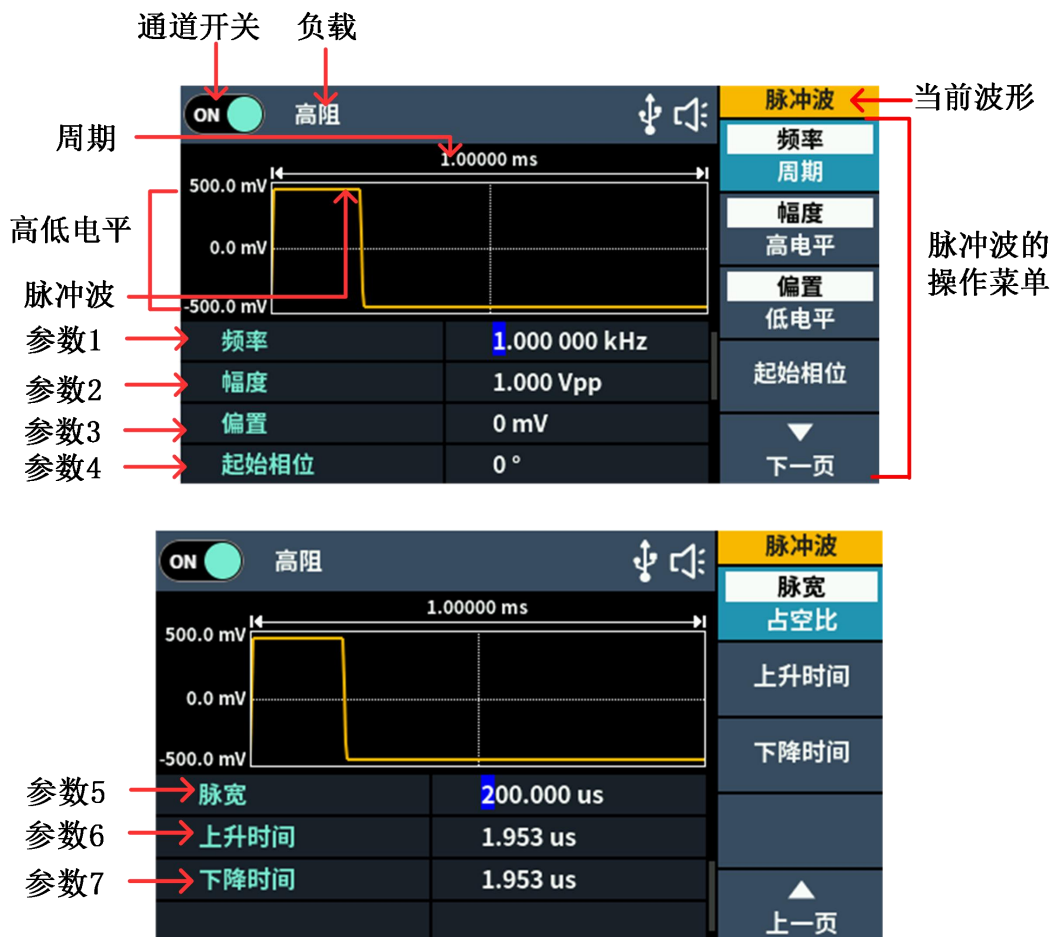 通道开关 负载
ON 高阻 脉冲波 当前波形
周期 1.00000 ms 频率
周期
500.0 mV
幅度
高低电平 0.0 mV 高电平 脉冲波的
偏置 操作菜单
脉冲波 -500.0 mV 低电平
参数1 频率 1.000 000 kHz
起始相位
参数2 幅度 1.000 Vpp
参数3 偏置 0 mV
参数4 起始相位 0 ° 下一页
ON 高阻 脉冲波
脉宽
1.00000 ms 占空比
500.0 mV
上升时间
0.0 mV
下降时间
-500.0 mV
参数5 脉宽 200.000 us
参数6 上升时间 1.953 us
参数7 下降时间 1.953 us
上一页